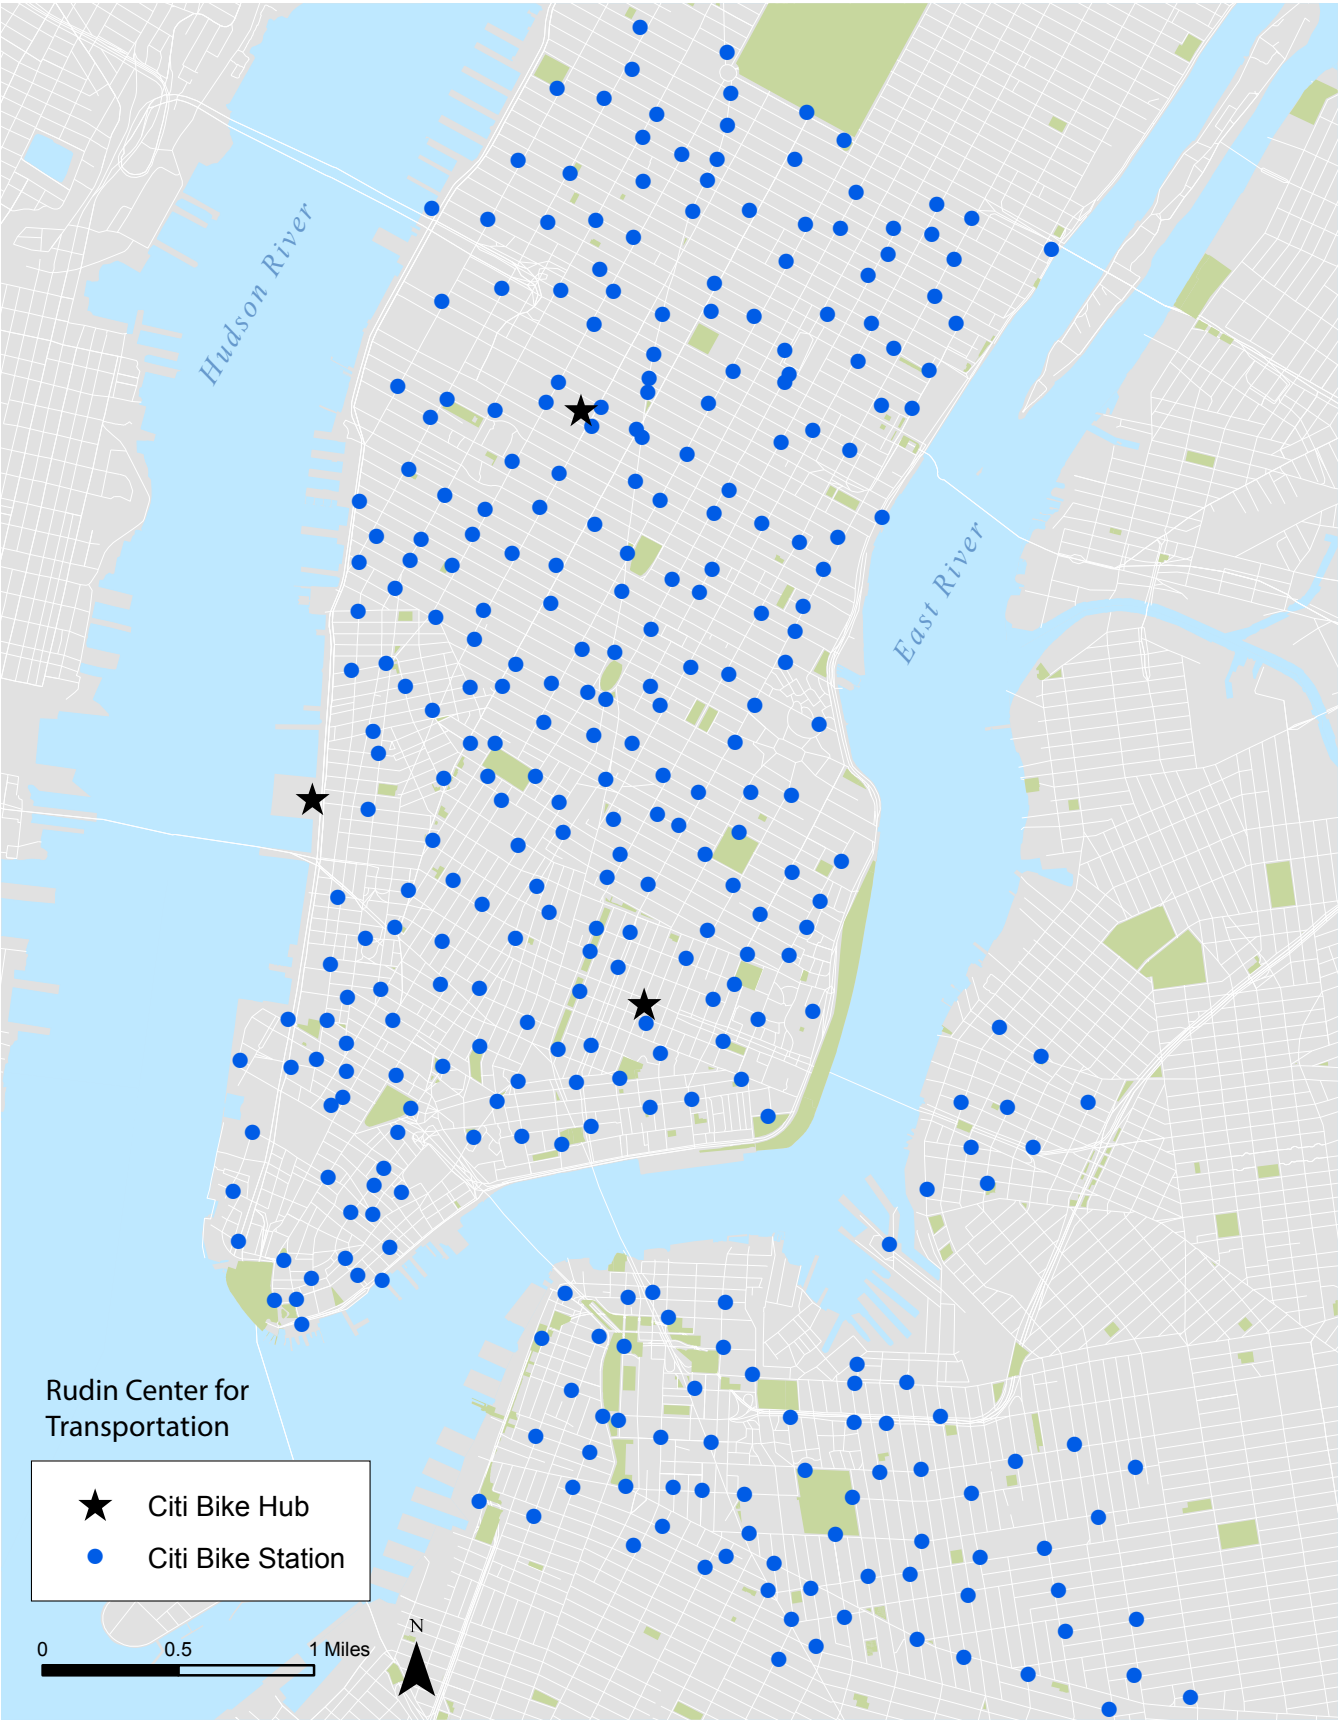 Hudson River
East River
Rudin Center for
Transportation
Citi Bike Hub
Citi Bike Station
N
0 0.5 1 Miles